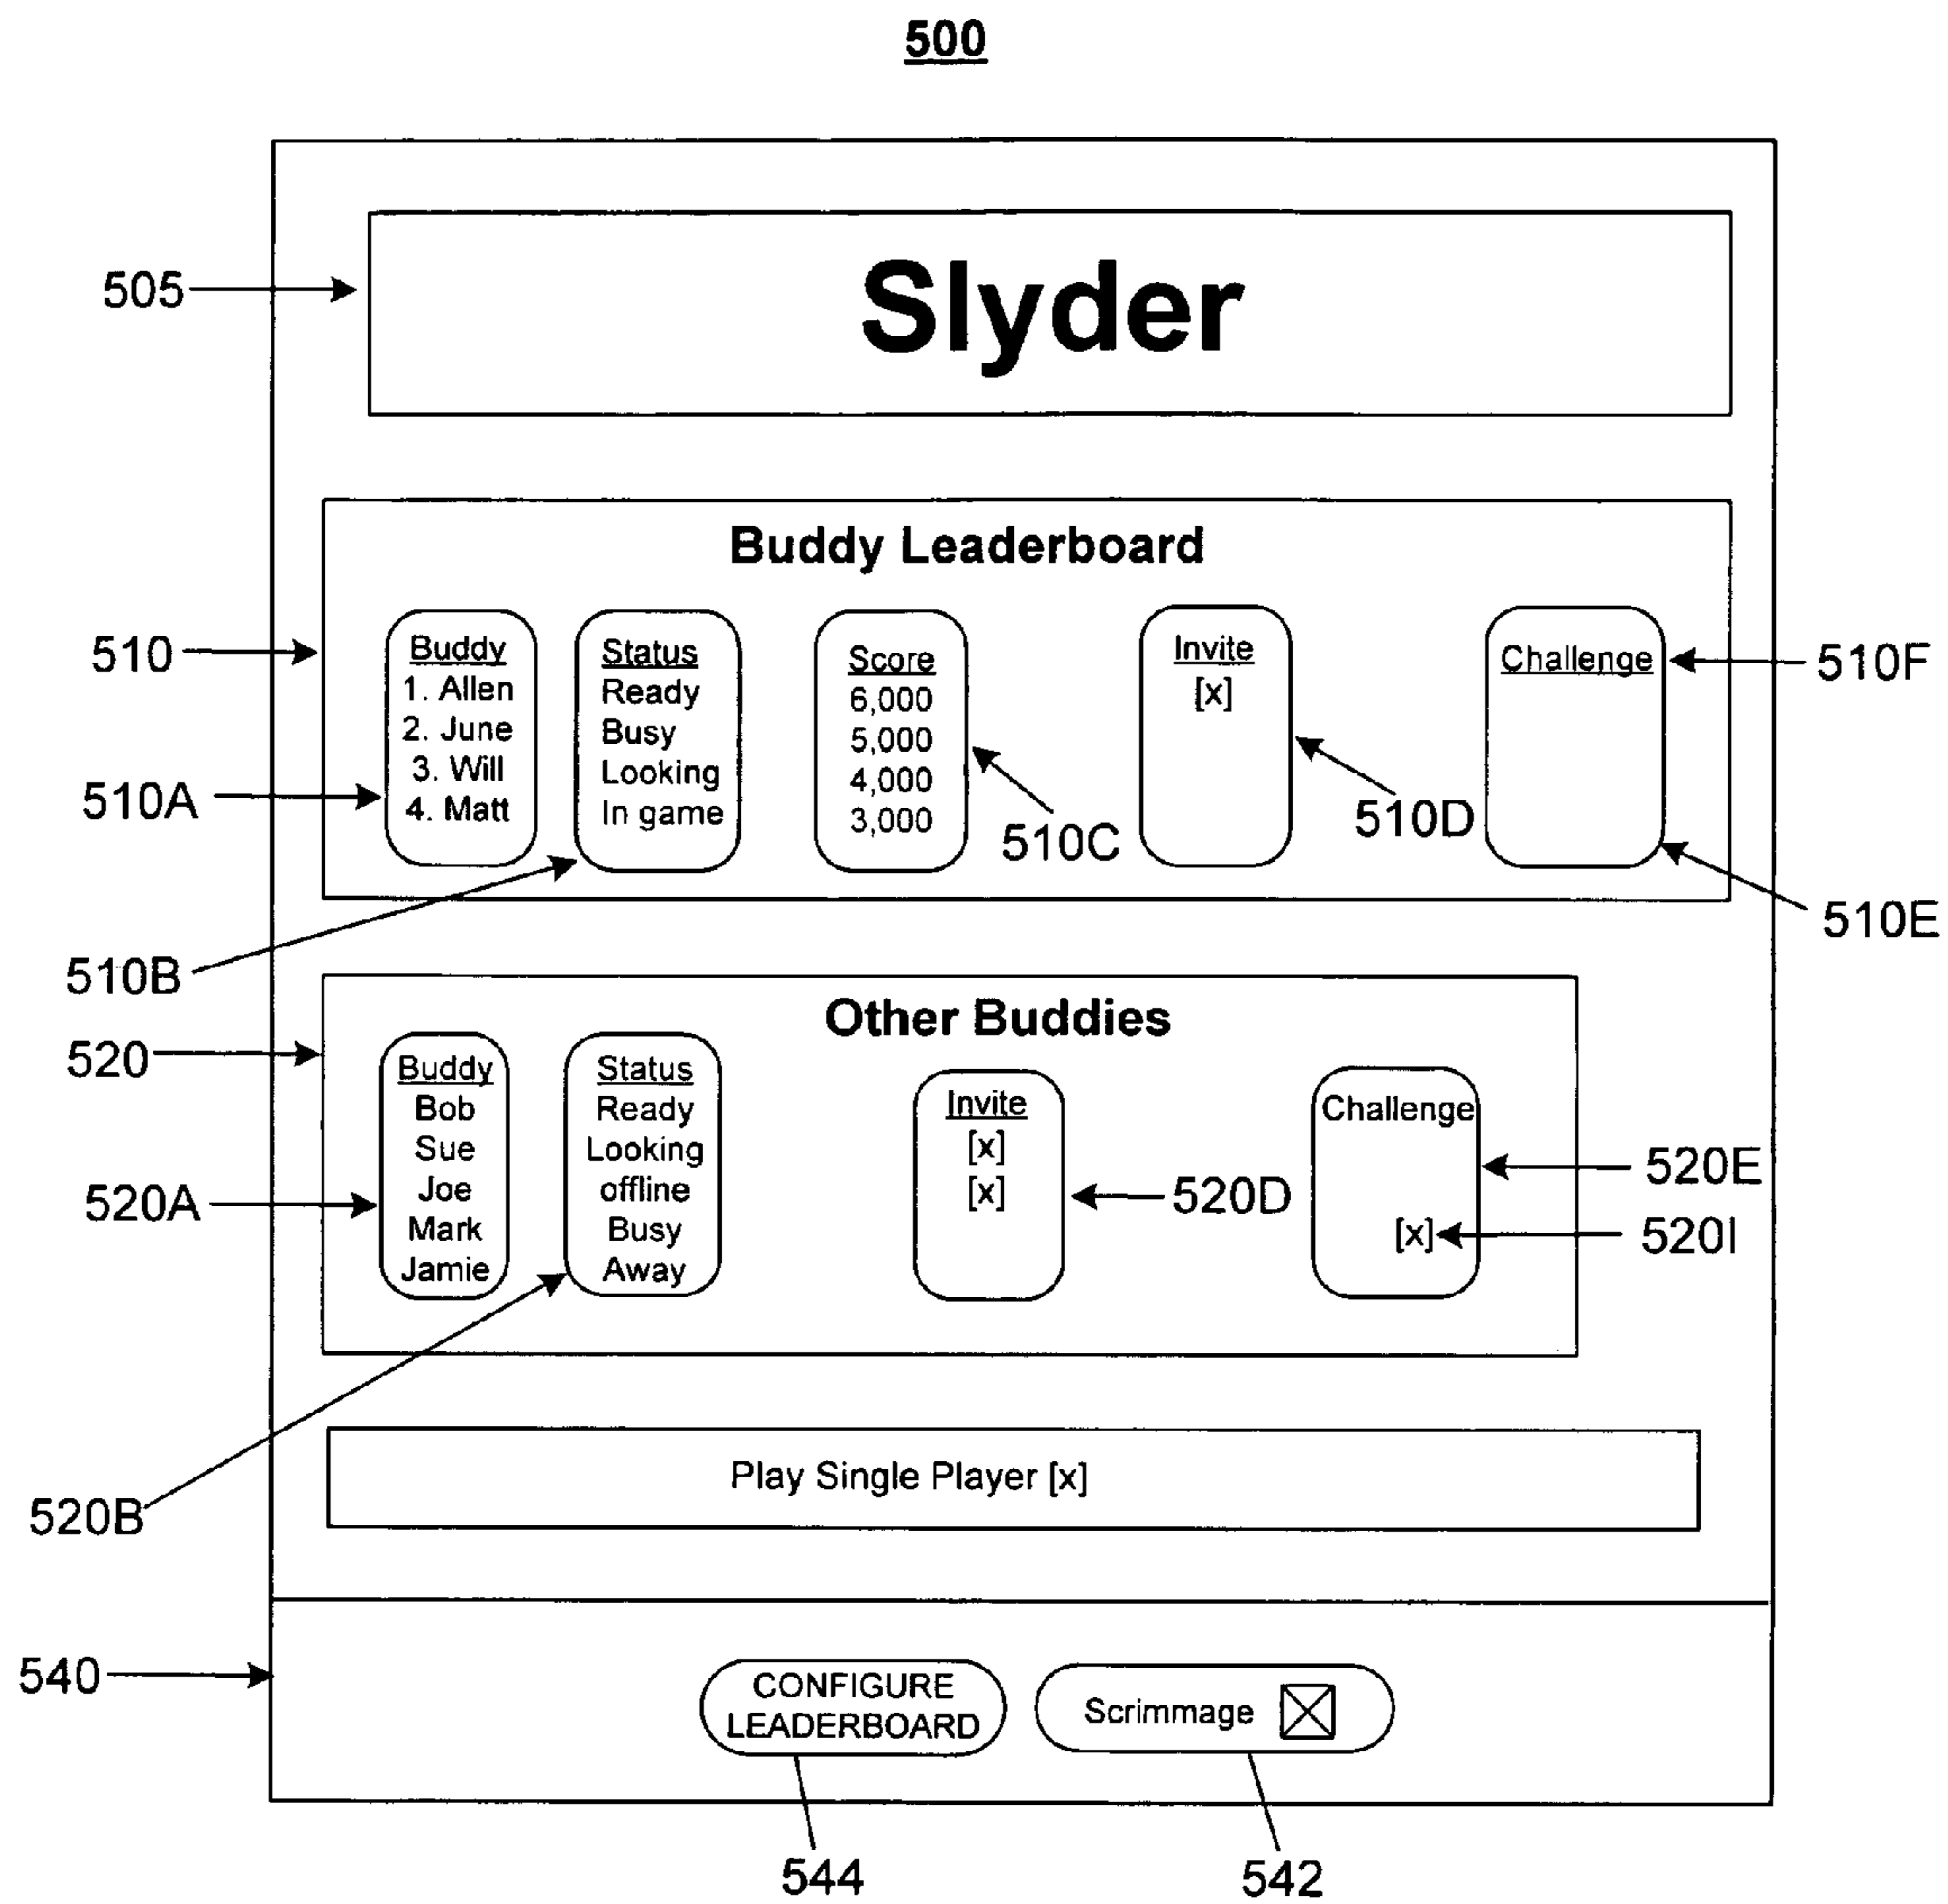 500
505
Slyder
Buddy Leaderboard
510
510A
510B
Buddy
1. Allen
2. June
3. Will
4. Matt
Status
Ready
Busy
Looking
In game
Score
6,000
5,000
4,000
3,000
510C
Invite
[x]
510D
Challenge
510F
510E
Other Buddies
520
520A
520B
Buddy
Bob
Sue
Joe
Mark
Jamie
Status
Ready
Looking
offline
Busy
Away
Invite
[x]
[x]
520D
Challenge
[x]
520E
520I
Play Single Player [x]
540
CONFIGURE
LEADERBOARD
Scrimmage
544
542